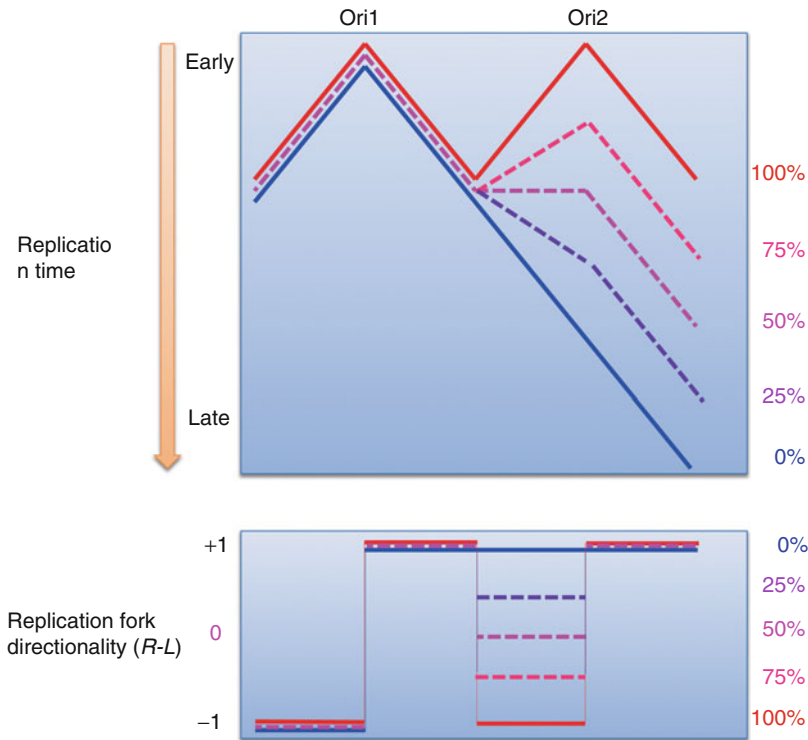 Ori1 Ori2
Early
100%
Replicatio
n time
75%
50%
25%
Late
0%
+1 0%
25%
Replication fork
directionality (R-L)
0
50%
75%
−1 100%